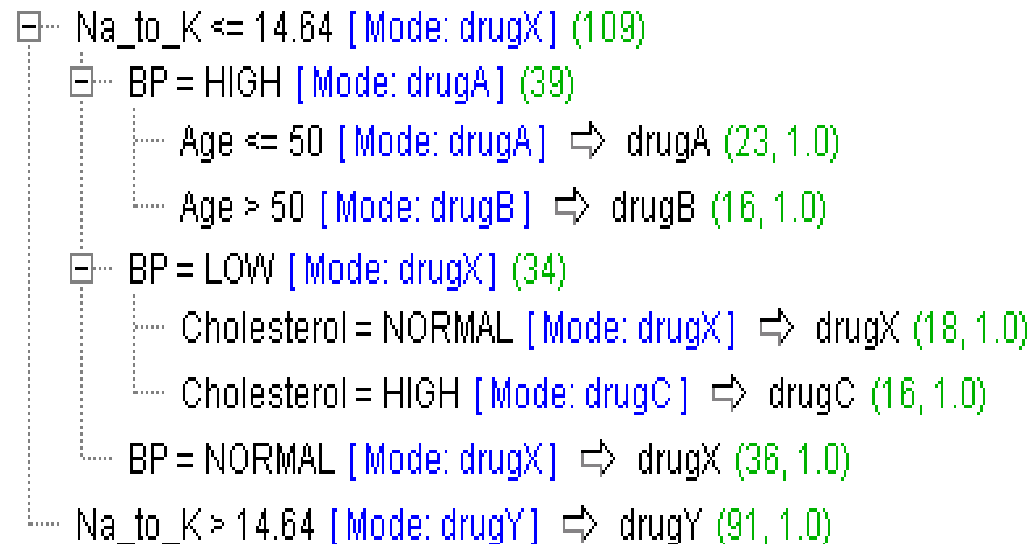 Na_to_K <= 14.64 [ Mode: drugX ] (109)
BP = HIGH [ Mode: drugA ] (39)
Age <= 50 [ Mode: drugA ] ⇨ drugA (23, 1.0)
Age > 50 [ Mode: drugB ] ⇨ drugB (16, 1.0)
BP = LOW [ Mode: drugX ] (34)
Cholesterol = NORMAL [ Mode: drugX ] ⇨ drugX (18, 1.0)
Cholesterol = HIGH [ Mode: drugC ] ⇨ drugC (16, 1.0)
BP = NORMAL [ Mode: drugX ] ⇨ drugX (36, 1.0)
Na_to_K > 14.64 [ Mode: drugY ] ⇨ drugY (91, 1.0)